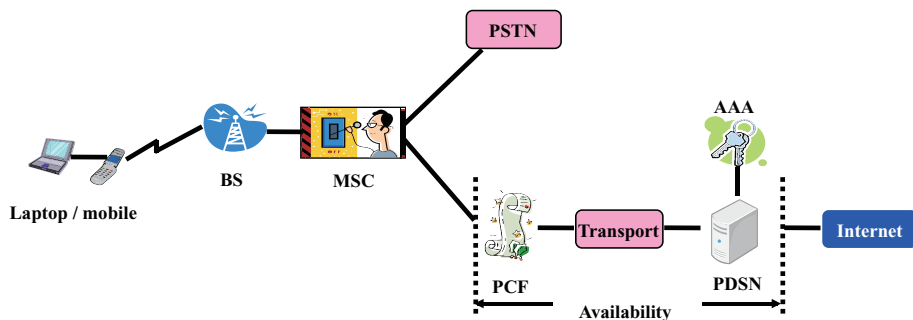 PSTN
AAA
BS
MSC
Laptop / mobile
Transport
Internet
PCF
PDSN
Availability